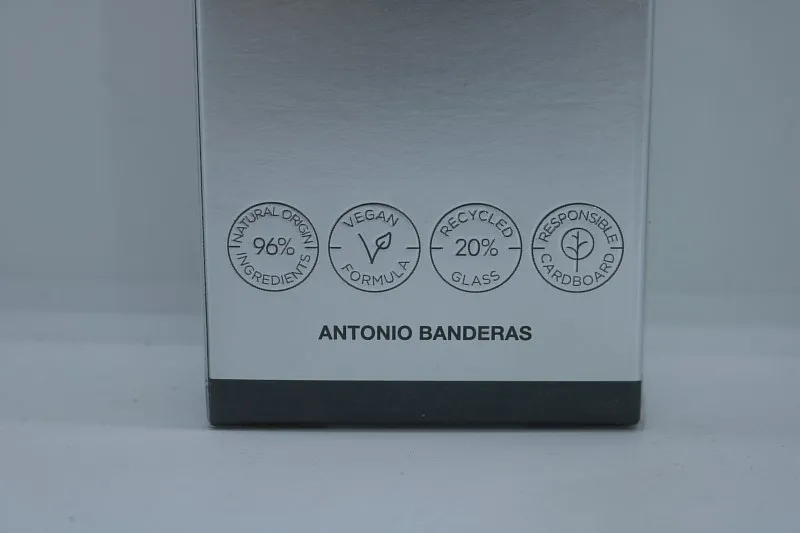 NATURAL ORIGIN
96%
INGREDIENTS
VEGAN
FORMULA
RECYCLED
20%
GLASS
RESPONSIBLE
CARDBOARD
ANTONIO BANDERAS